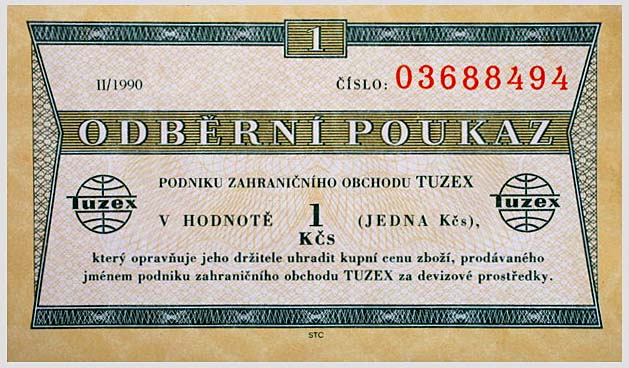 1
II/1990
ČÍSLO: 03688494
ODBĚRNÍ POUKAZ
PODNIKU ZAHRANIČNÍHO OBCHODU TUZEX
Tuzex
V HODNOTĚ 1 (JEDNA Kčs),
Tuzex
KČS
který opravňuje jeho držitele uhradit kupní cenu zboží, prodávaného
jménem podniku zahraničního obchodu TUZEX za devizové prostředky.
STC